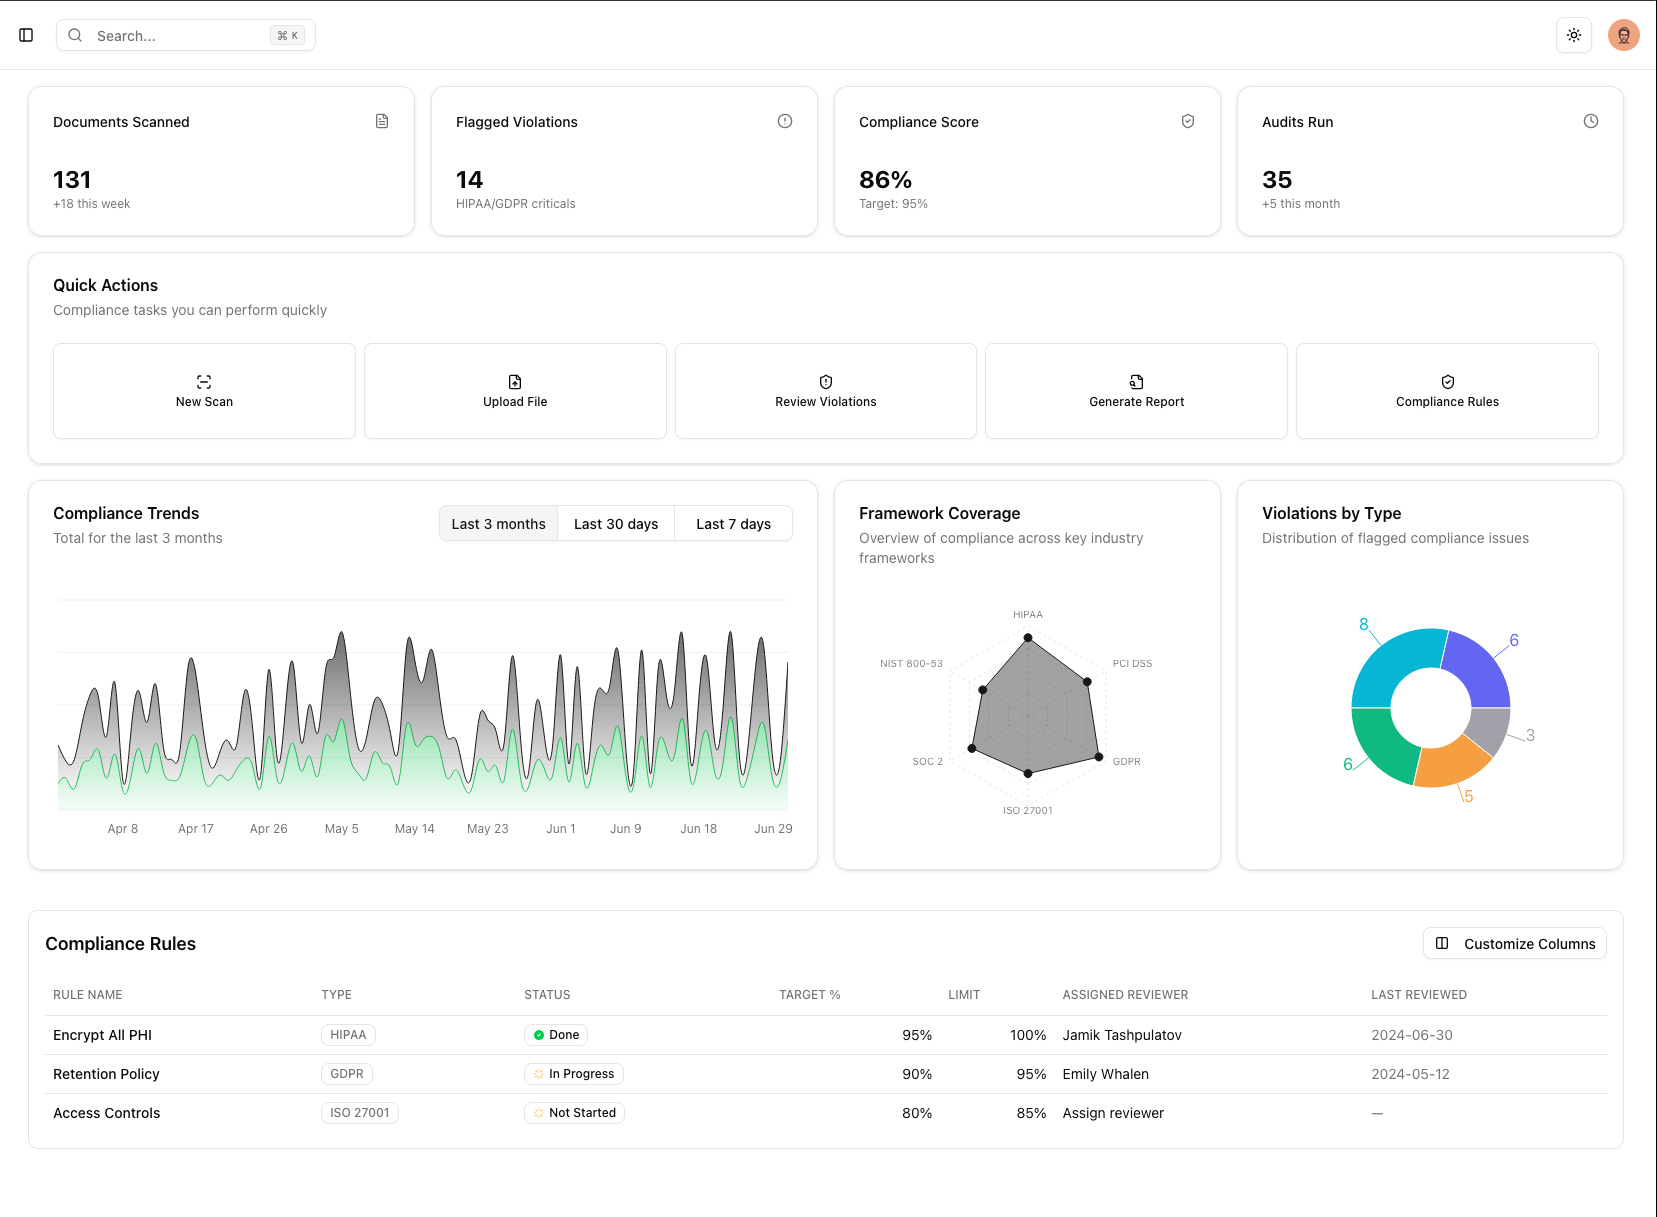 Search...
⌘ K
Documents Scanned
131
+18 this week
Flagged Violations
14
HIPAA/GDPR criticals
Compliance Score
86%
Target: 95%
Audits Run
35
+5 this month
Quick Actions
Compliance tasks you can perform quickly
New Scan
Upload File
Review Violations
Generate Report
Compliance Rules
Compliance Trends
Total for the last 3 months
Last 3 months
Last 30 days
Last 7 days
Apr 8
Apr 17
Apr 26
May 5
May 14
May 23
Jun 1
Jun 9
Jun 18
Jun 29
Framework Coverage
Overview of compliance across key industry
frameworks
HIPAA
NIST 800-53
PCI DSS
SOC 2
GDPR
ISO 27001
Violations by Type
Distribution of flagged compliance issues
8
6
3
6
5
Compliance Rules
Customize Columns
RULE NAME TYPE STATUS TARGET % LIMIT ASSIGNED REVIEWER LAST REVIEWED
Encrypt All PHI HIPAA Done 95% 100% Jamik Tashpulatov 2024-06-30
Retention Policy GDPR In Progress 90% 95% Emily Whalen 2024-05-12
Access Controls ISO 27001 Not Started 80% 85% Assign reviewer —